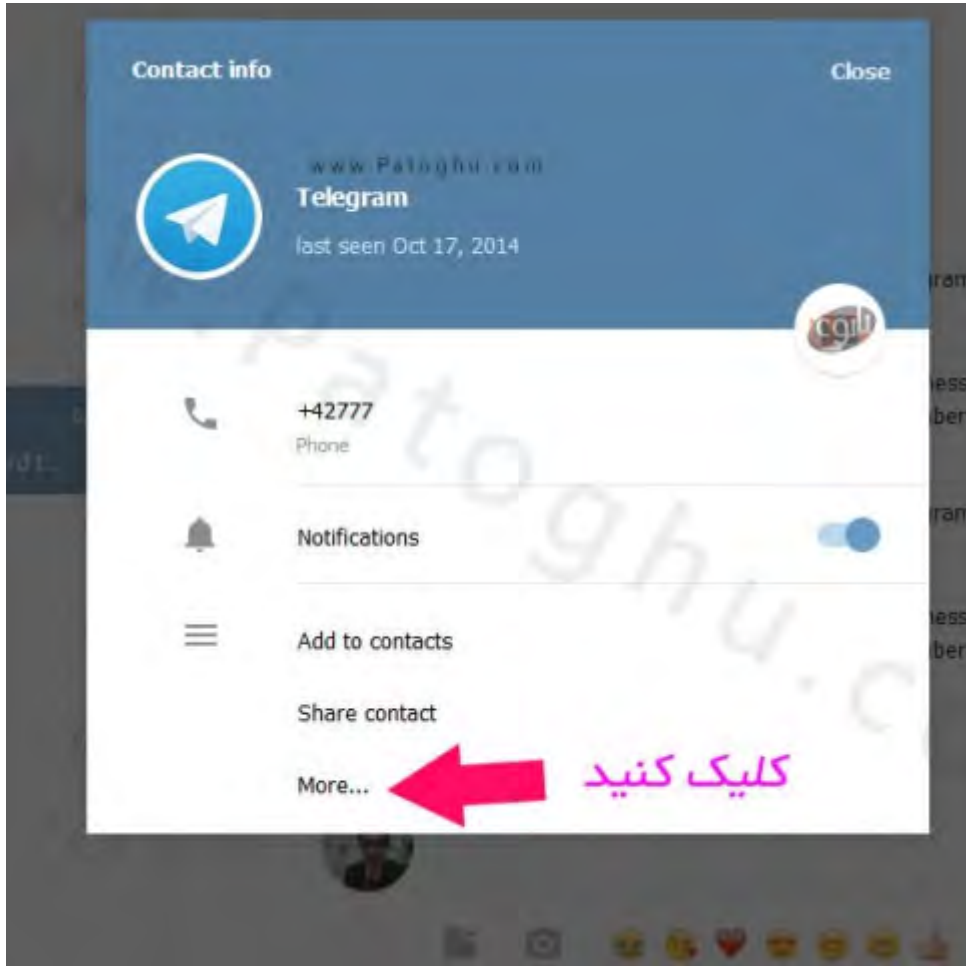 Contact info
Close
www.Patoghu.com
Telegram
last seen Oct 17, 2014
+42777
Phone
Notifications
Add to contacts
Share contact
More...
کلیک کنید
patoghu.c